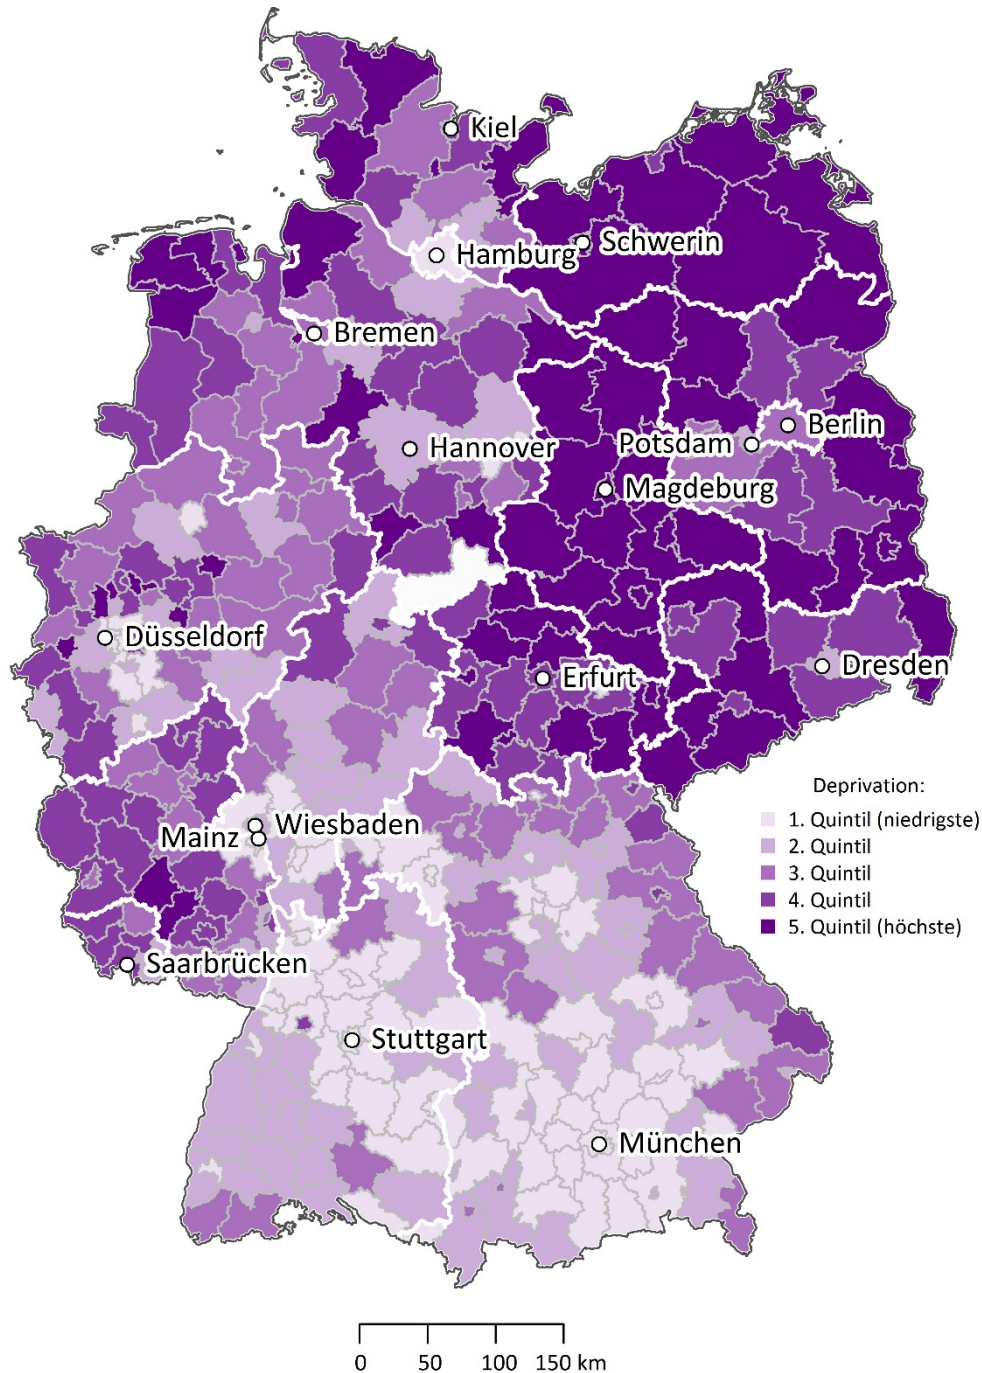 Kiel
Schwerin
Hamburg
Bremen
Berlin
Potsdam
Hannover
Magdeburg
Düsseldorf
Dresden
Erfurt
Deprivation:
1. Quintil (niedrigste)
2. Quintil
3. Quintil
4. Quintil
5. Quintil (höchste)
Wiesbaden
Mainz
Saarbrücken
Stuttgart
München
0 50 100 150 km